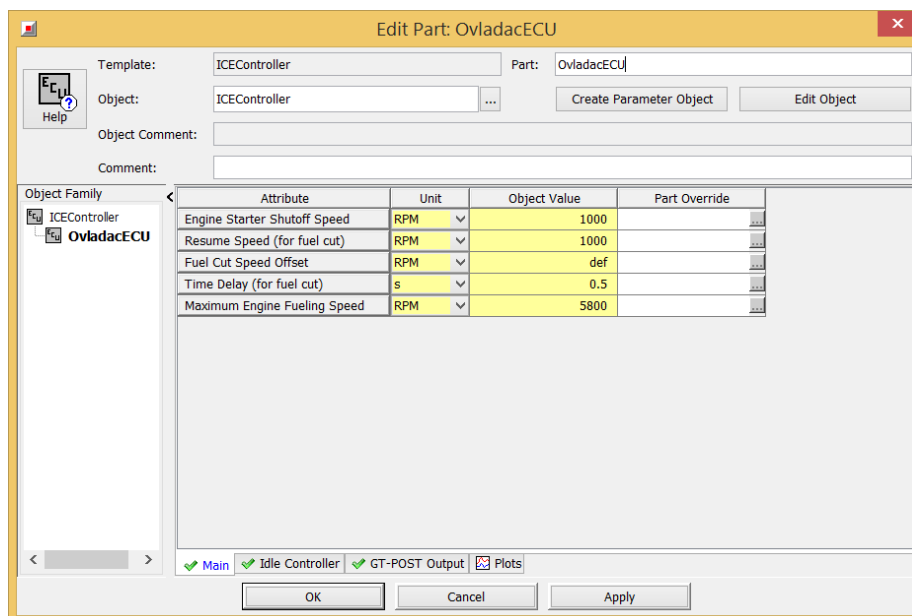 Edit Part: OvladacECU
Template: ICEController Part: OvladacECU
ECU ? Help
Object: ICEController ... Create Parameter Object Edit Object
Object Comment:
Comment:
Object Family
ECU ICEController
ECU OvladacECU
Attribute Unit Object Value Part Override
Engine Starter Shutoff Speed RPM 1000 ...
Resume Speed (for fuel cut) RPM 1000 ...
Fuel Cut Speed Offset RPM def ...
Time Delay (for fuel cut) s 0.5 ...
Maximum Engine Fueling Speed RPM 5800 ...
Main Idle Controller GT-POST Output Plots
OK Cancel Apply